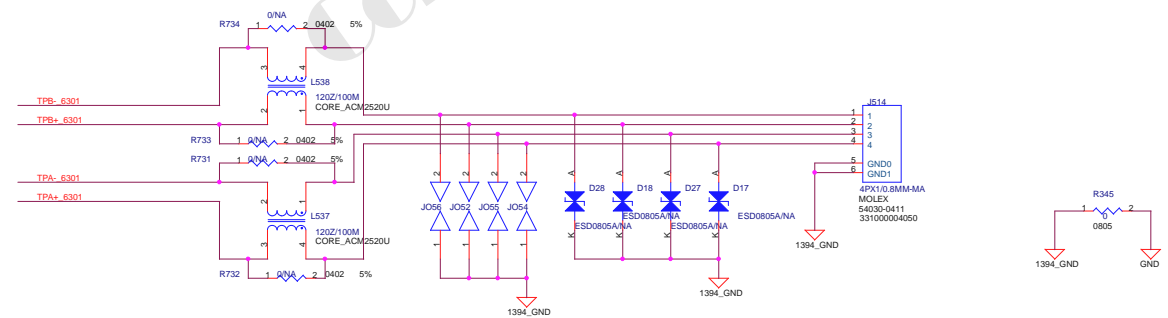 0/NA
R734 1 2 0402 5%
3 4
L538
120Z/100M
CORE_ACM2520U
2 1
TPB-_6301
TPB+_6301
R733 1 0/NA 2 0402 5%
R731 1 0/NA 2 0402 5%
TPA-_6301
TPA+_6301
2 1
L537
120Z/100M
CORE_ACM2520U
3 4
R732 1 0/NA 2 0402 5%
2 2 2 2
JO56 JO52 JO55 JO54
1 1 1 1
1394_GND
A A A A
D28 D18 D27 D17
ESD0805A/NA ESD0805A/NA
ESD0805A/NA ESD0805A/NA
K K K K
1394_GND
J514
1 1
2 2
3 3
4 4
5 GND0
6 GND1
4PX1/0.8MM-MA
MOLEX
54030-0411
331000004050
1394_GND
R345
1 2
0
0805
1394_GND GND